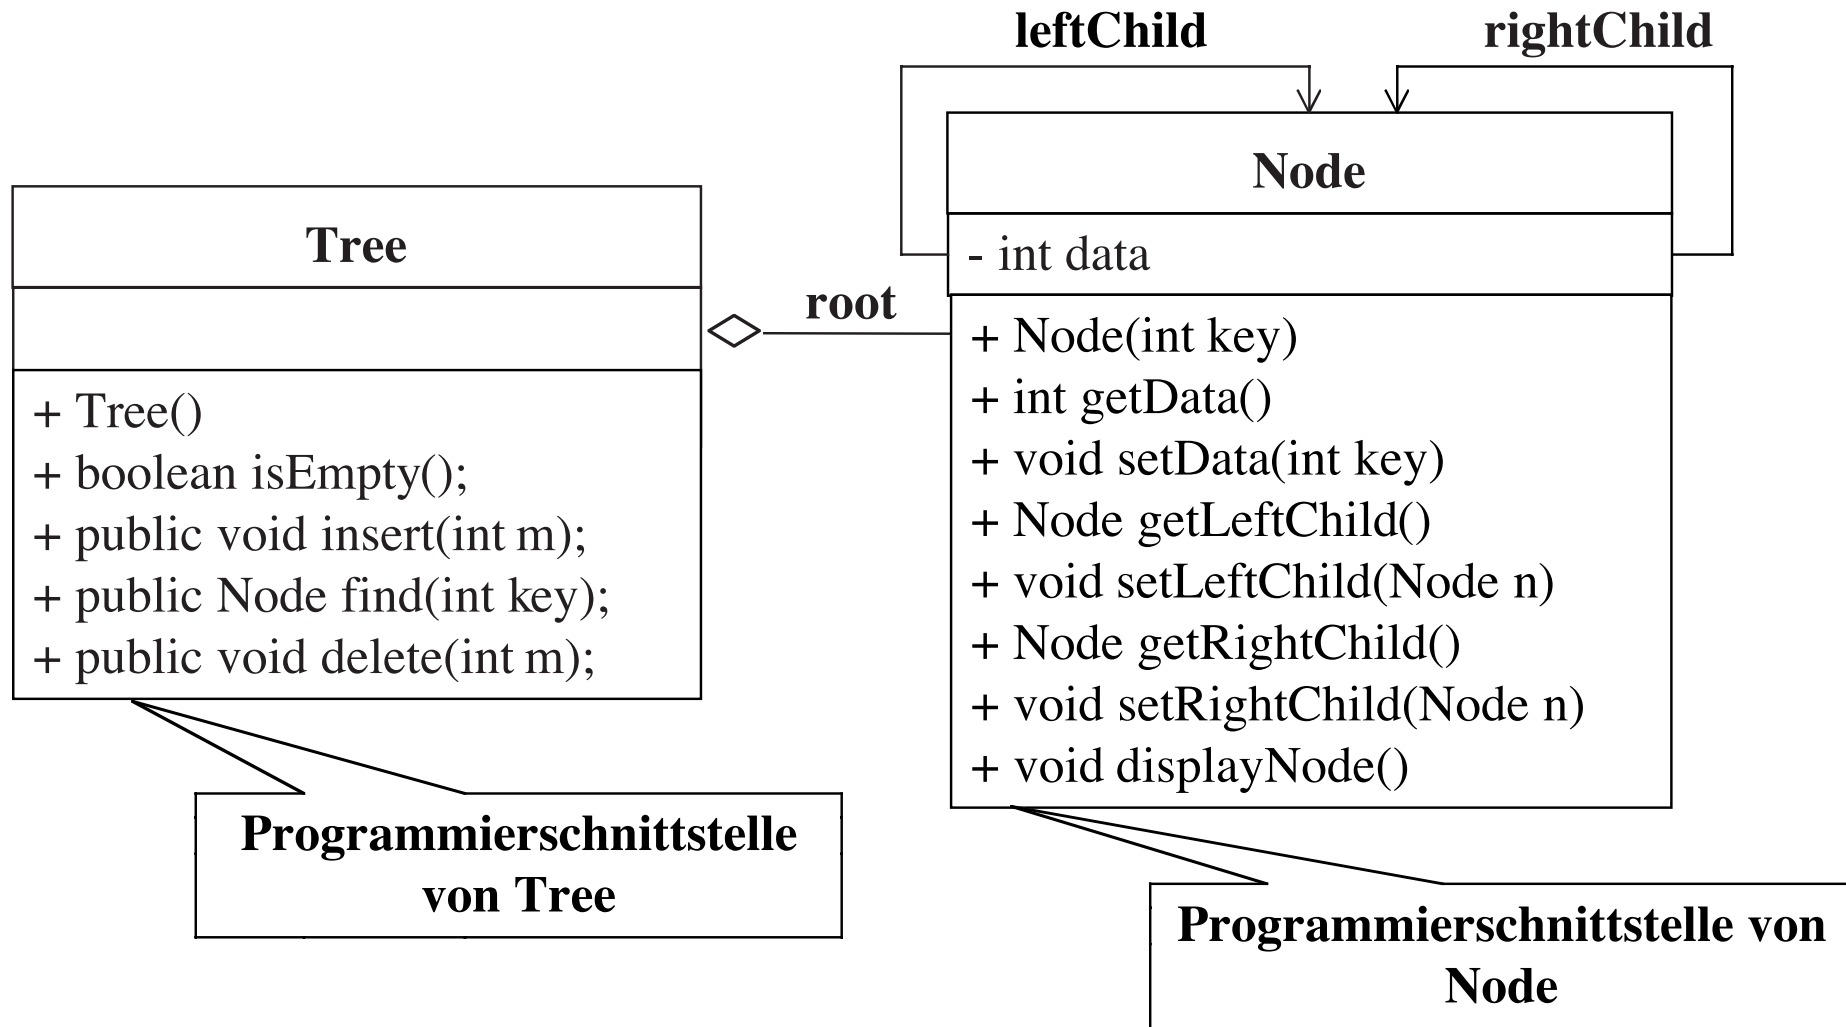 leftChild
rightChild
Tree
+ Tree()
+ boolean isEmpty();
+ public void insert(int m);
+ public Node find(int key);
+ public void delete(int m);
root
Node
- int data
+ Node(int key)
+ int getData()
+ void setData(int key)
+ Node getLeftChild()
+ void setLeftChild(Node n)
+ Node getRightChild()
+ void setRightChild(Node n)
+ void displayNode()
Programmierschnittstelle
von Tree
Programmierschnittstelle von
Node